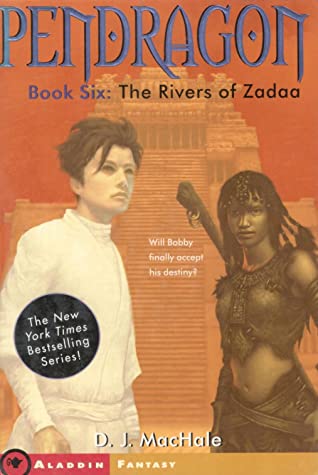 PENDRAGON
Book Six: The Rivers of Zadaa
Will Bobby
finally accept
his destiny?
The New
York Times
Bestselling
Series!
D. J. MacHale
ALADDIN FANTASY